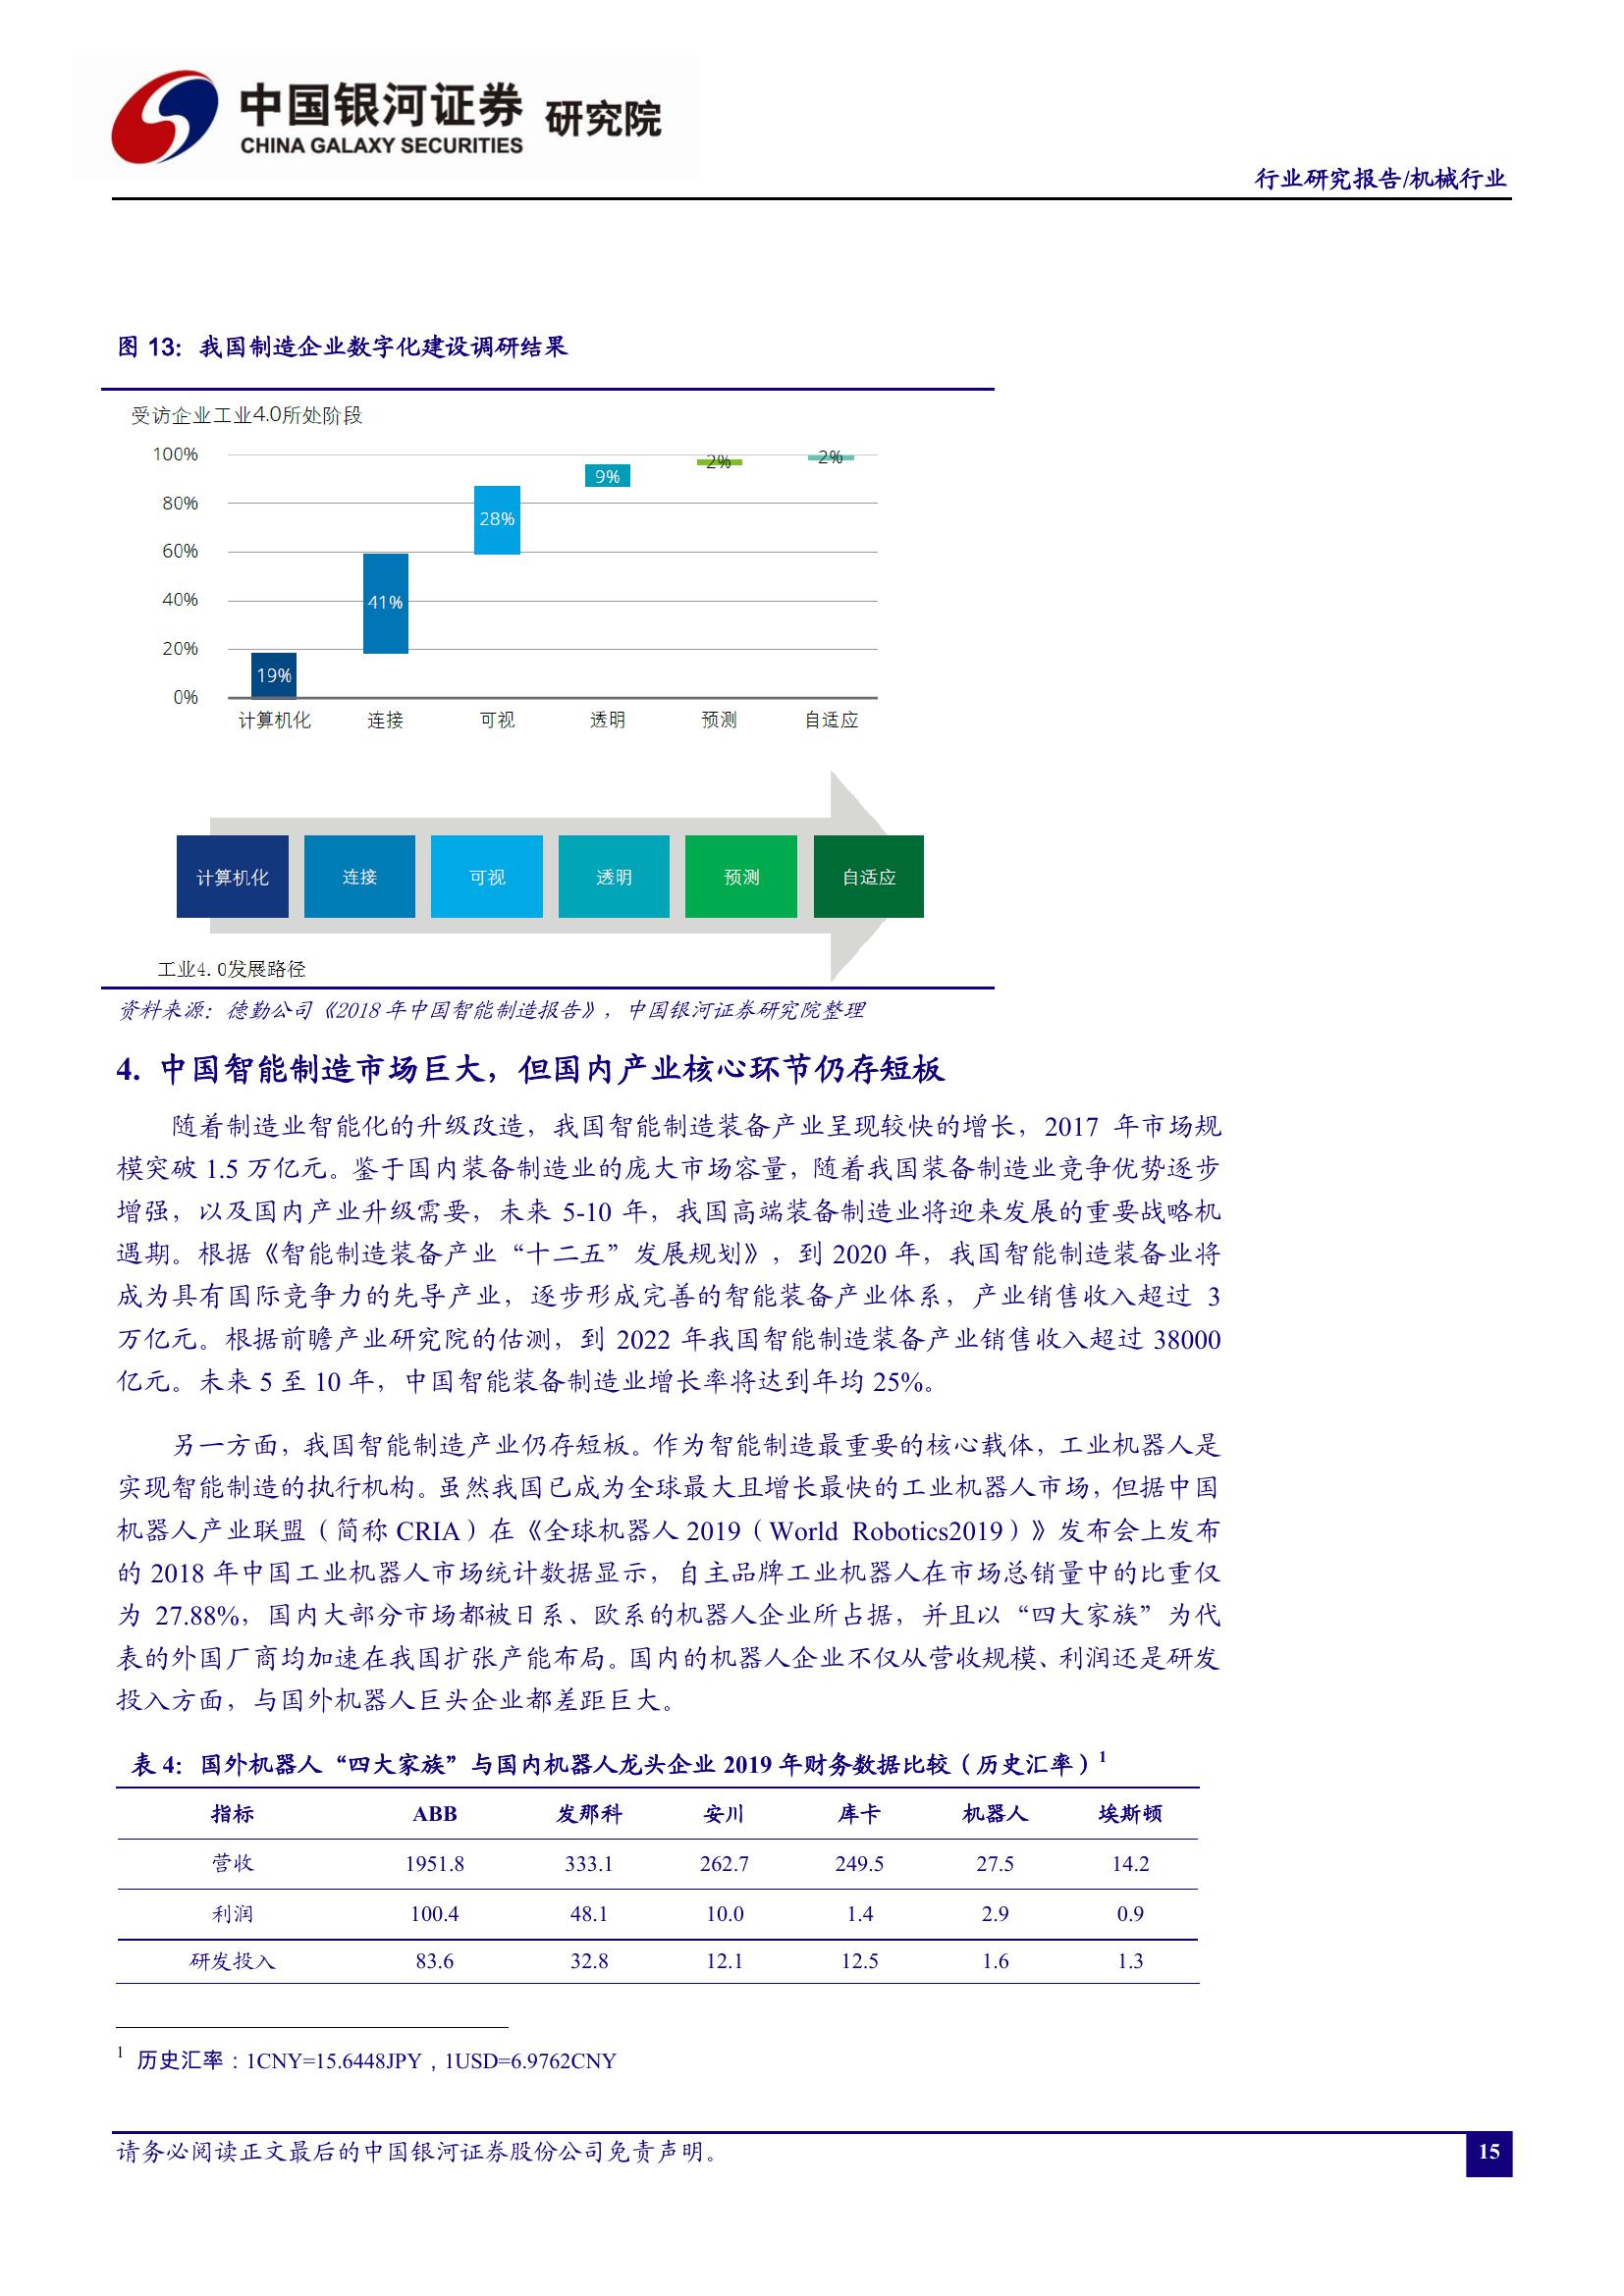 中国银河证券 研究院
CHINA GALAXY SECURITIES
行业研究报告/机械行业
图 13：我国制造企业数字化建设调研结果
受访企业工业4.0所处阶段
100%
80%
60%
40%
20%
0%
19%
41%
28%
9%
2%
2%
计算机化 连接 可视 透明 预测 自适应
计算机化 连接 可视 透明 预测 自适应
工业4.0发展路径
资料来源：德勤公司《2018 年中国智能制造报告》，中国银河证券研究院整理
4. 中国智能制造市场巨大，但国内产业核心环节仍存短板
随着制造业智能化的升级改造，我国智能制造装备产业呈现较快的增长，2017 年市场规
模突破 1.5 万亿元。鉴于国内装备制造业的庞大市场容量，随着我国装备制造业竞争优势逐步
增强，以及国内产业升级需要，未来 5-10 年，我国高端装备制造业将迎来发展的重要战略机
遇期。根据《智能制造装备产业“十二五”发展规划》，到 2020 年，我国智能制造装备业将
成为具有国际竞争力的先导产业，逐步形成完善的智能装备产业体系，产业销售收入超过 3
万亿元。根据前瞻产业研究院的估测，到 2022 年我国智能制造装备产业销售收入超过 38000
亿元。未来 5 至 10 年，中国智能装备制造业增长率将达到年均 25%。
另一方面，我国智能制造产业仍存短板。作为智能制造最重要的核心载体，工业机器人是
实现智能制造的执行机构。虽然我国已成为全球最大且增长最快的工业机器人市场，但据中国
机器人产业联盟（简称 CRIA）在《全球机器人 2019（World Robotics2019）》发布会上发布
的 2018 年中国工业机器人市场统计数据显示，自主品牌工业机器人在市场总销量中的比重仅
为 27.88%，国内大部分市场都被日系、欧系的机器人企业所占据，并且以“四大家族”为代
表的外国厂商均加速在我国扩张产能布局。国内的机器人企业不仅从营收规模、利润还是研发
投入方面，与国外机器人巨头企业都差距巨大。
表 4：国外机器人“四大家族”与国内机器人龙头企业 2019 年财务数据比较（历史汇率）1
指标 ABB 发那科 安川 库卡 机器人 埃斯顿
营收 1951.8 333.1 262.7 249.5 27.5 14.2
利润 100.4 48.1 10.0 1.4 2.9 0.9
研发投入 83.6 32.8 12.1 12.5 1.6 1.3
1 历史汇率：1CNY=15.6448JPY，1USD=6.9762CNY
请务必阅读正文最后的中国银河证券股份公司免责声明。
15